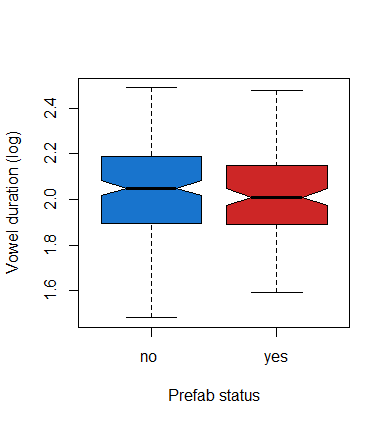 Vowel duration (log)
2.4
2.2
2.0
1.8
1.6
no yes
Prefab status